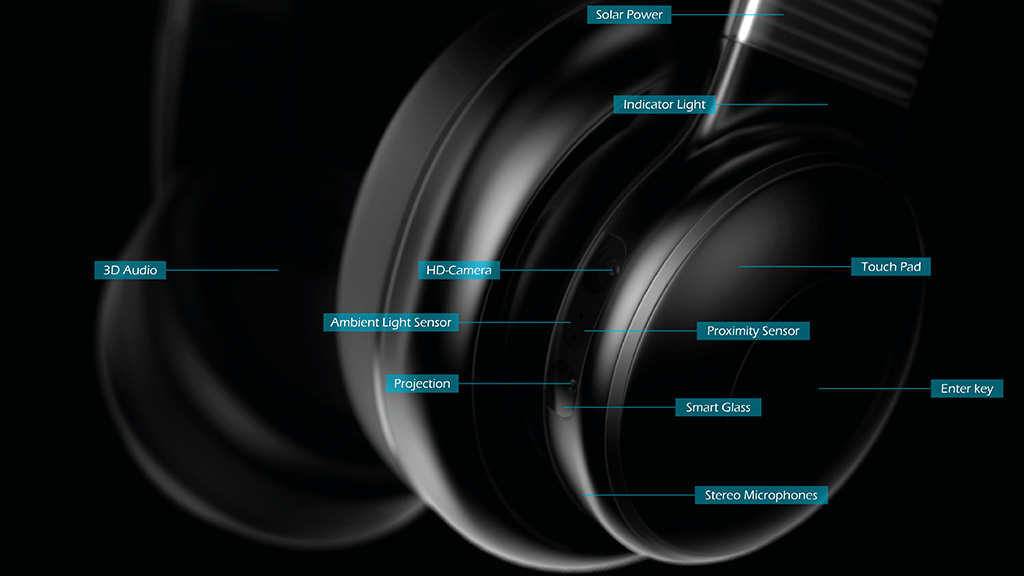 Solar Power
Indicator Light
3D Audio
HD-Camera
Touch Pad
Ambient Light Sensor
Proximity Sensor
Projection
Enter key
Smart Glass
Stereo Microphones